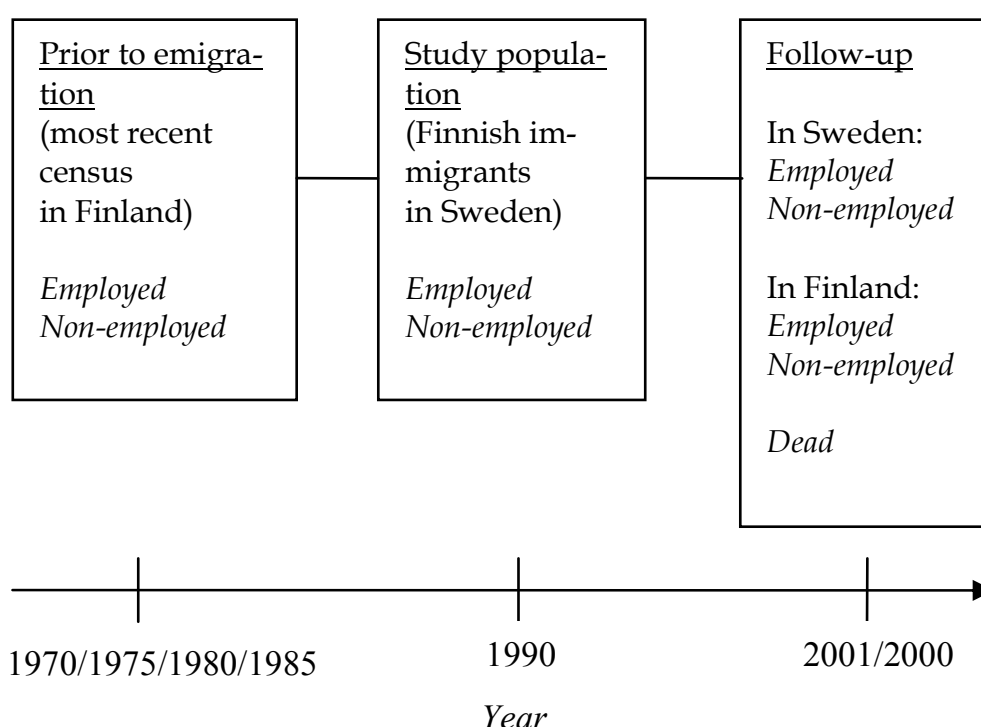 Prior to emigra-
tion
(most recent
census
in Finland)
Employed
Non-employed
Study popula-
tion
(Finnish im-
migrants
in Sweden)
Employed
Non-employed
Follow-up
In Sweden:
Employed
Non-employed
In Finland:
Employed
Non-employed
Dead
1970/1975/1980/1985
1990
2001/2000
Year